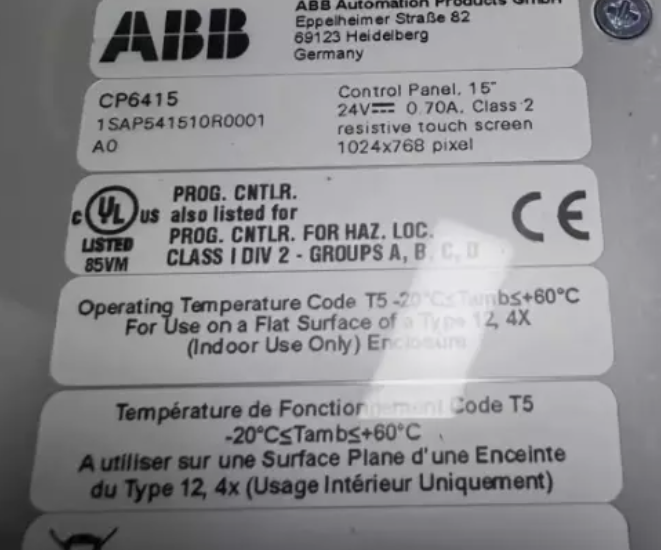 ABB
ABB Automation Products GmbH
Eppelheimer Straße 82
69123 Heidelberg
Germany
CP6415
1SAP541510R0001
A0
Control Panel, 15"
24V⎓ 0.70A, Class 2
resistive touch screen
1024x768 pixel
c UL us
LISTED
85VM
PROG. CNTLR.
also listed for
PROG. CNTLR. FOR HAZ. LOC.
CLASS I DIV 2 - GROUPS A, B, C, D
CE
Operating Temperature Code T5 -20°C≤Tamb≤+60°C
For Use on a Flat Surface of a Type 12, 4X
(Indoor Use Only) Enclosure
Température de Fonctionnement Code T5
-20°C≤Tamb≤+60°C
A utiliser sur une Surface Plane d'une Enceinte
du Type 12, 4x (Usage Intérieur Uniquement)